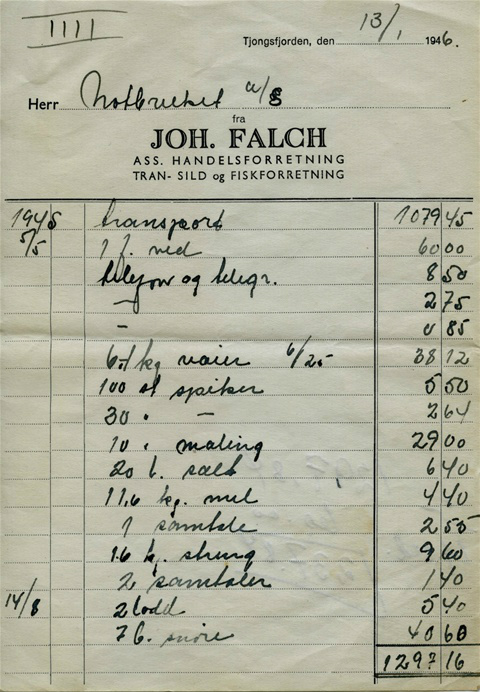 IIII
Tjongsfjorden, den 13/1 1946.
Herr Notbruket a/s
fra
JOH. FALCH
ASS. HANDELSFORRETNING
TRAN- SILD og FISKFORRETNING
1945 transport 1079 45
5/5 1 f. ved 60 00
telefon og telegr. 8 50
— 2 75
— 0 85
kg vaier 6/25 38 12
100 st spiker 5 50
30 " — 2 64
10 " maling 29 00
20 l. salt 6 40
11.6 kg. mel 4 40
1 samtale 2 55
1.6 kg. streng 9 60
2 samtaler 1 40
14/8 2 lodd 5 40
7 b. snöre 40 60
1297 16